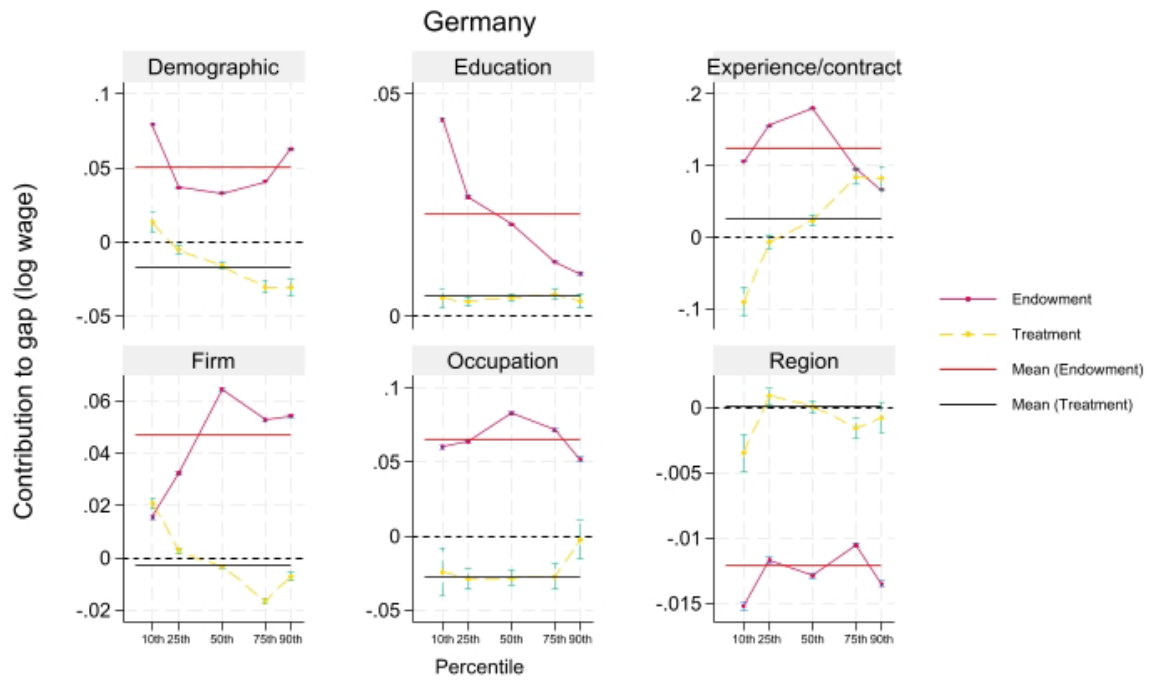 Germany
Demographic
Education
Experience/contract
.1
.05
0
-.05
.05
0
.2
.1
0
-.1
Firm
Occupation
Region
.06
.04
.02
0
-.02
.1
.05
0
-.05
0
-.005
-.01
-.015
10th 25th 50th 75th 90th
10th 25th 50th 75th 90th
10th 25th 50th 75th 90th
Contribution to gap (log wage)
Percentile
Endowment
Treatment
Mean (Endowment)
Mean (Treatment)